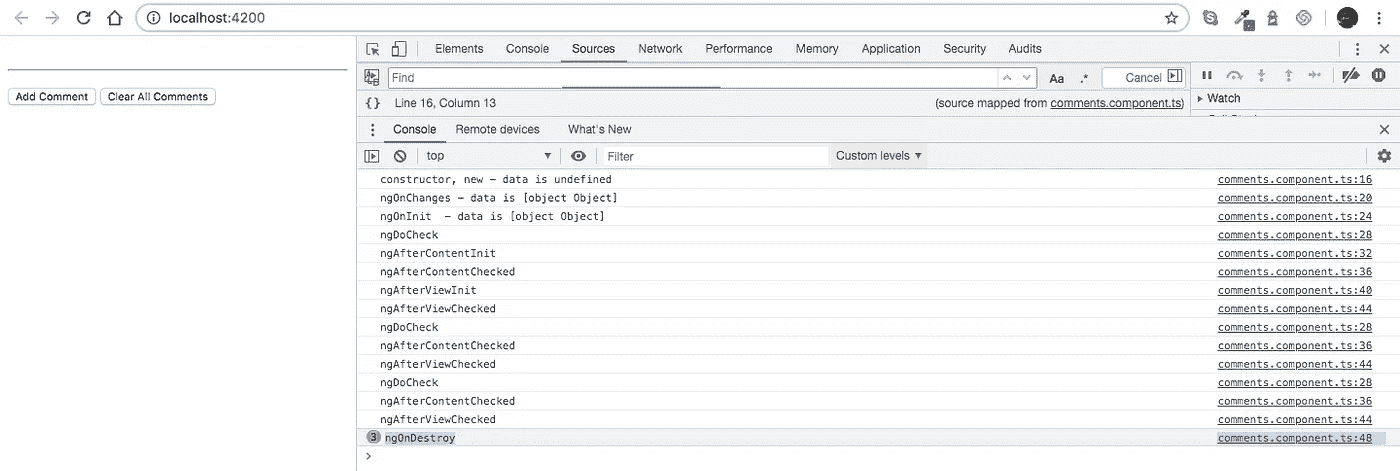 localhost:4200
Elements Console Sources Network Performance Memory Application Security Audits
Find Aa .* Cancel
{} Line 16, Column 13 (source mapped from comments.component.ts) Watch
Add Comment Clear All Comments
Console Remote devices What's New
top Filter Custom levels
constructor, new - data is undefined comments.component.ts:16
ngOnChanges - data is [object Object] comments.component.ts:20
ngOnInit  - data is [object Object] comments.component.ts:24
ngDoCheck comments.component.ts:28
ngAfterContentInit comments.component.ts:32
ngAfterContentChecked comments.component.ts:36
ngAfterViewInit comments.component.ts:40
ngAfterViewChecked comments.component.ts:44
ngDoCheck comments.component.ts:28
ngAfterContentChecked comments.component.ts:36
ngAfterViewChecked comments.component.ts:44
ngDoCheck comments.component.ts:28
ngAfterContentChecked comments.component.ts:36
ngAfterViewChecked comments.component.ts:44
3 ngOnDestroy comments.component.ts:48